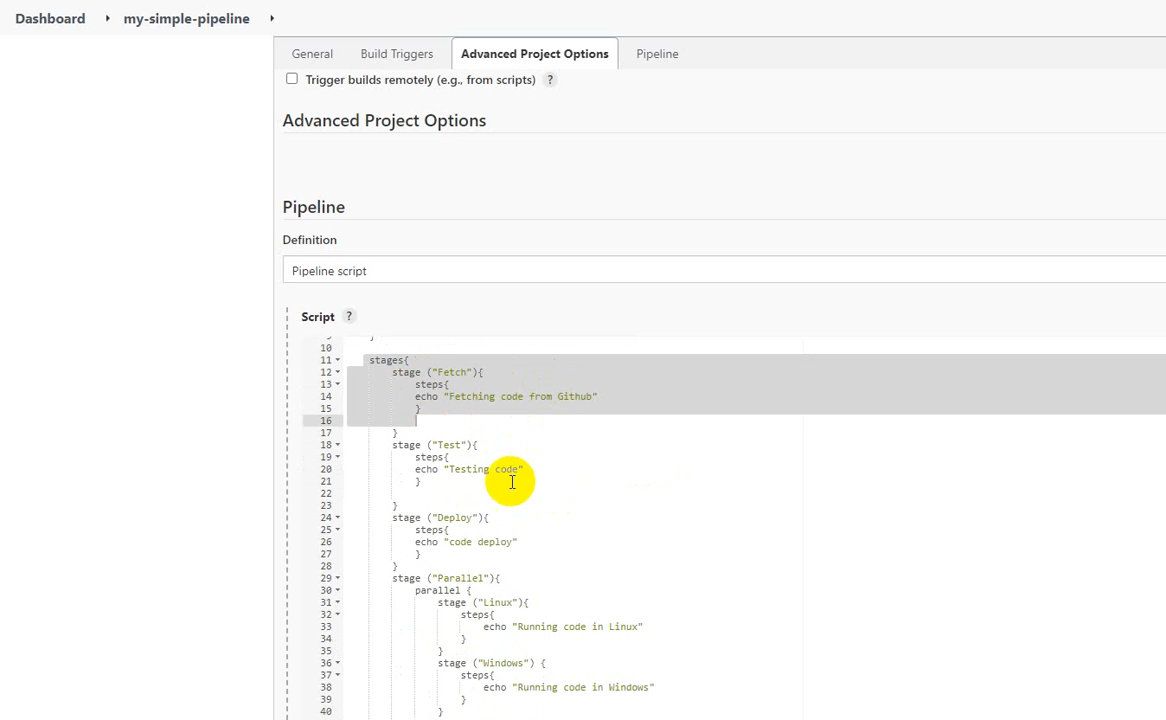 Dashboard my-simple-pipeline
General Build Triggers Advanced Project Options Pipeline
Trigger builds remotely (e.g., from scripts) ?
Advanced Project Options
Pipeline
Definition
Pipeline script
Script ?
9 }
10
11 stages{
12 stage ("Fetch"){
13 steps{
14 echo "Fetching code from Github"
15 }
16
17 }
18 stage ("Test"){
19 steps{
20 echo "Testing code"
21 }
22
23 }
24 stage ("Deploy"){
25 steps{
26 echo "code deploy"
27 }
28 }
29 stage ("Parallel"){
30 parallel {
31 stage ("Linux"){
32 steps{
33 echo "Running code in Linux"
34 }
35 }
36 stage ("Windows") {
37 steps{
38 echo "Running code in Windows"
39 }
40 }